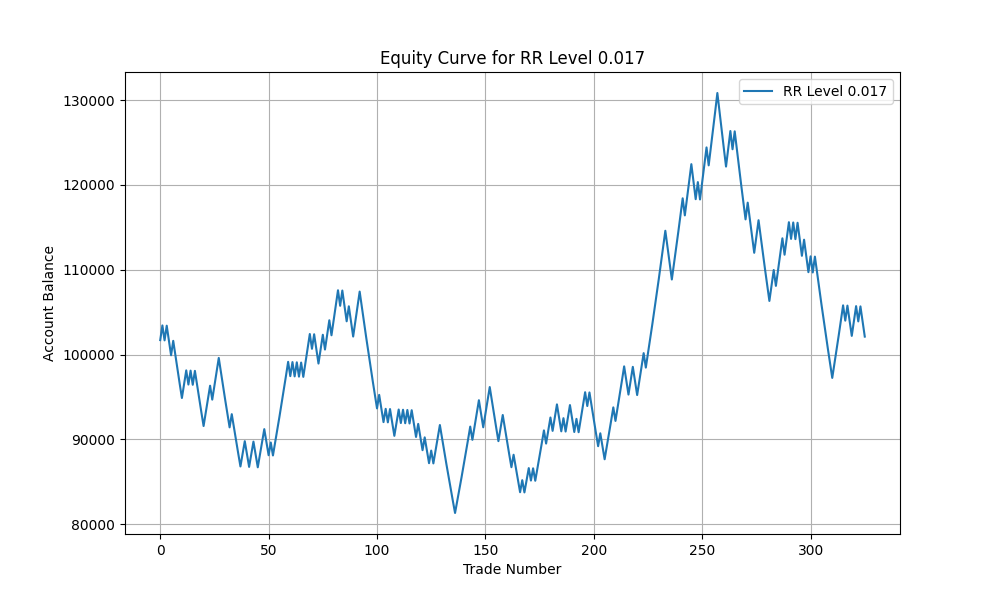 Equity Curve for RR Level 0.017
RR Level 0.017
Account Balance
130000
120000
110000
100000
90000
80000
0 50 100 150 200 250 300
Trade Number